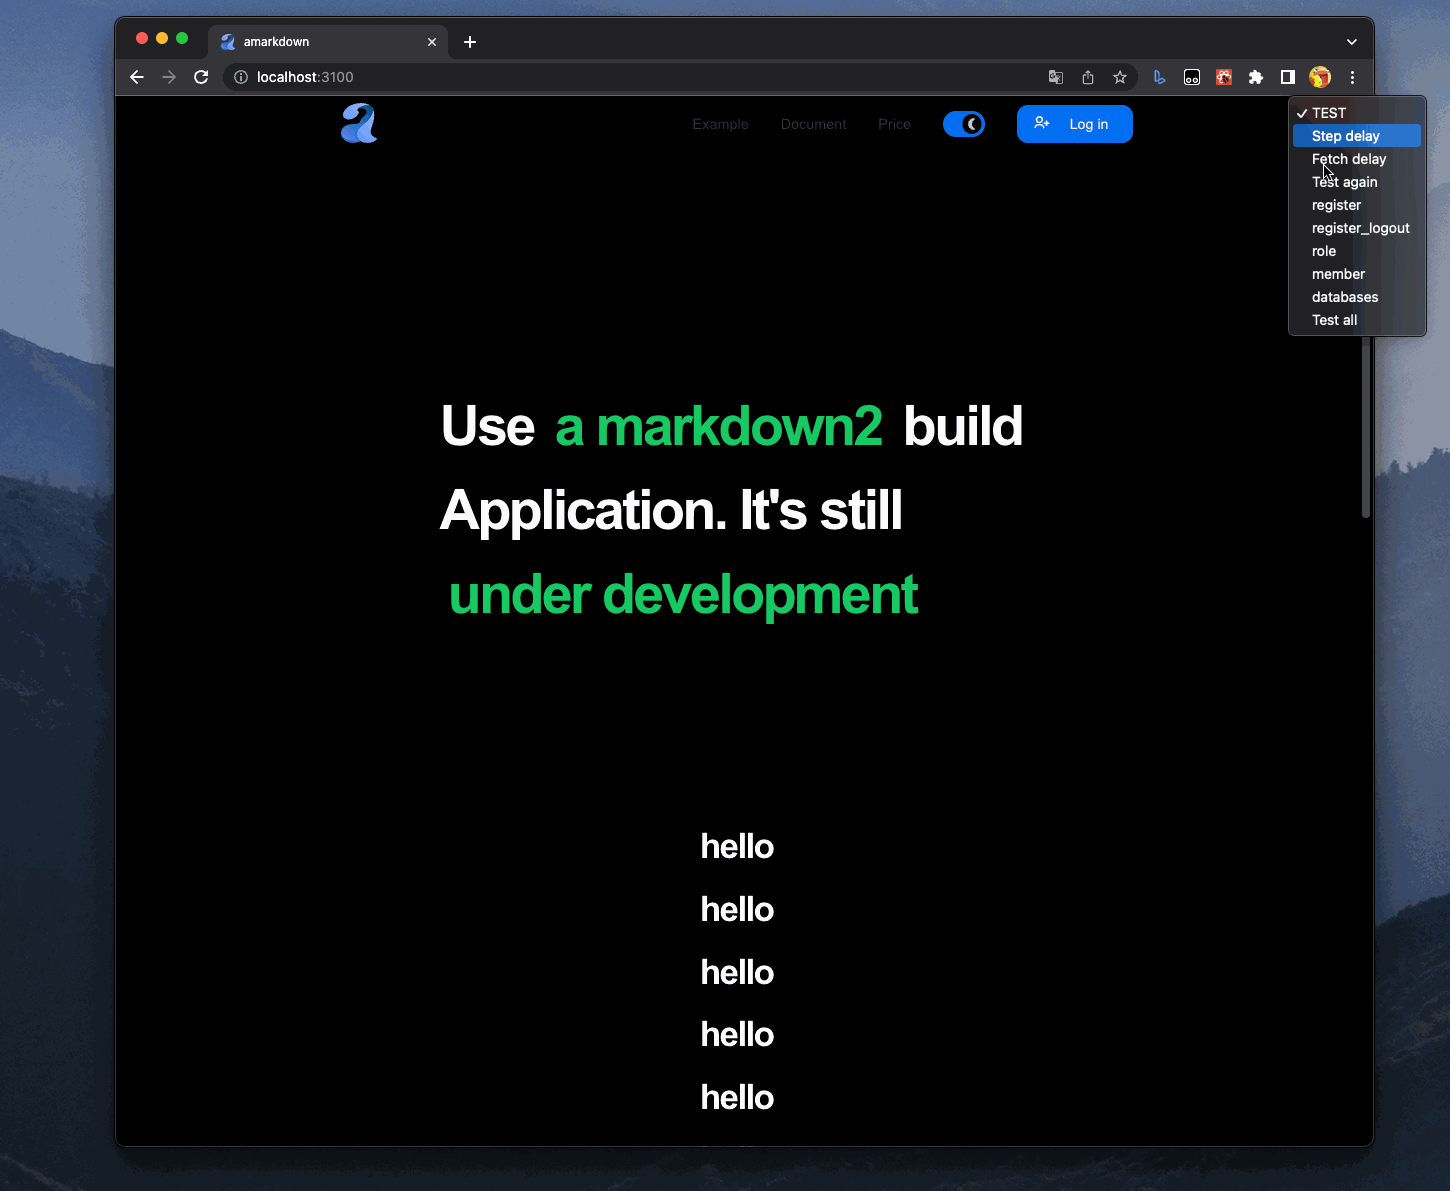 amarkdown
localhost:3100
Example Document Price Log in
TEST
Step delay
Fetch delay
Test again
register
register_logout
role
member
databases
Test all
Use a markdown2 build
Application. It's still
under development
hello
hello
hello
hello
hello